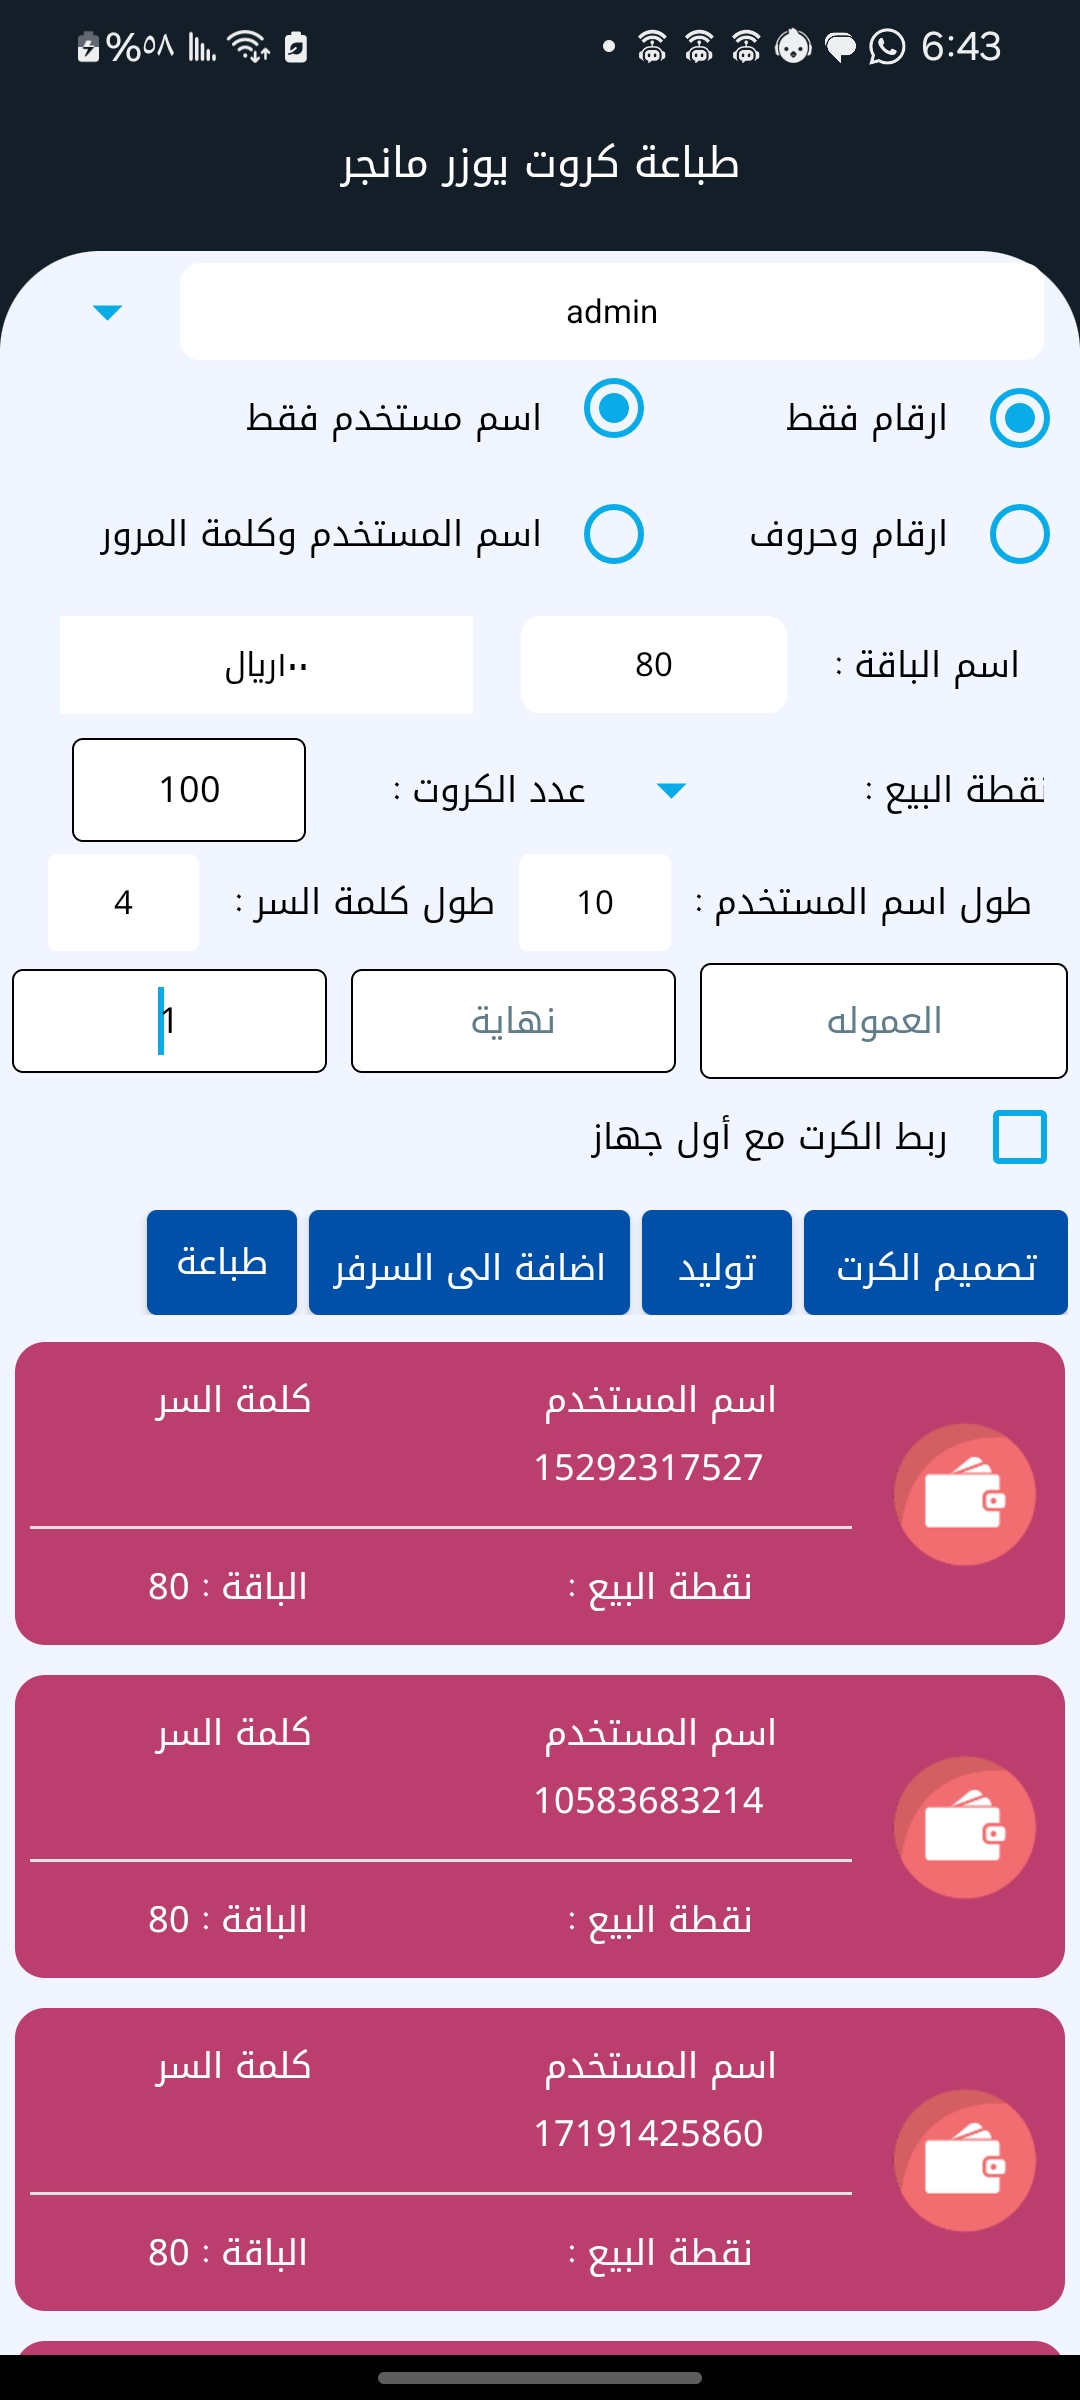 6:43
%٥٨
طباعة كروت يوزر مانجر
admin
ارقام فقط
اسم مستخدم فقط
ارقام وحروف
اسم المستخدم وكلمة المرور
اسم الباقة :
80
١٠٠ريال
نقطة البيع :
عدد الكروت :
100
طول اسم المستخدم :
10
طول كلمة السر :
4
العموله
نهاية
1
ربط الكرت مع أول جهاز
تصميم الكرت
توليد
اضافة الى السرفر
طباعة
اسم المستخدم
كلمة السر
15292317527
نقطة البيع :
الباقة : 80
اسم المستخدم
كلمة السر
10583683214
نقطة البيع :
الباقة : 80
اسم المستخدم
كلمة السر
17191425860
نقطة البيع :
الباقة : 80